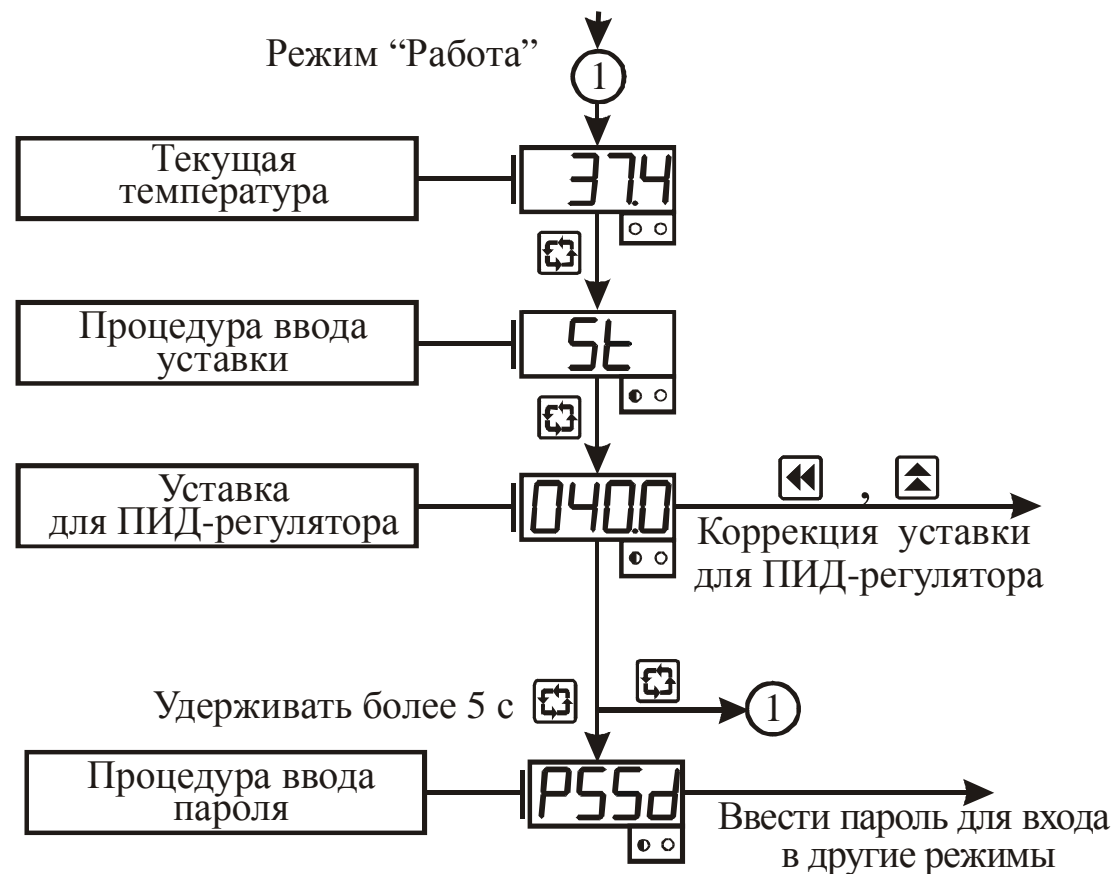 Режим “Работа”
1
Текущая
температура
37.4
Процедура ввода
уставки
St
Уставка
для ПИД-регулятора
040.0
,
Коррекция уставки
для ПИД-регулятора
Удерживать более 5 с
1
Процедура ввода
пароля
PSSd
Ввести пароль для входа
в другие режимы